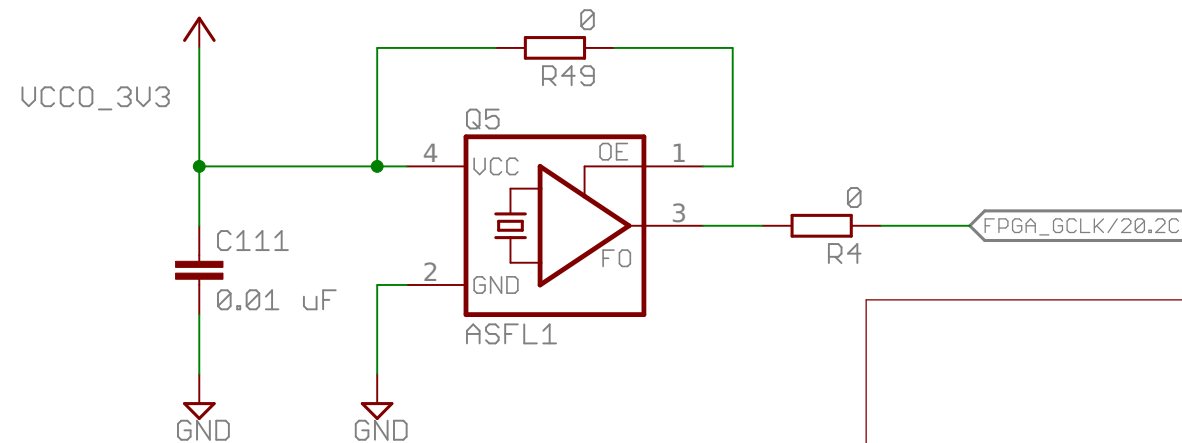 0
R49
VCCO_3V3
Q5
4
VCC
OE
1
C111
0.01 uF
3
0
R4
FPGA_GCLK/20.2C
FO
2
GND
ASFL1
GND
GND